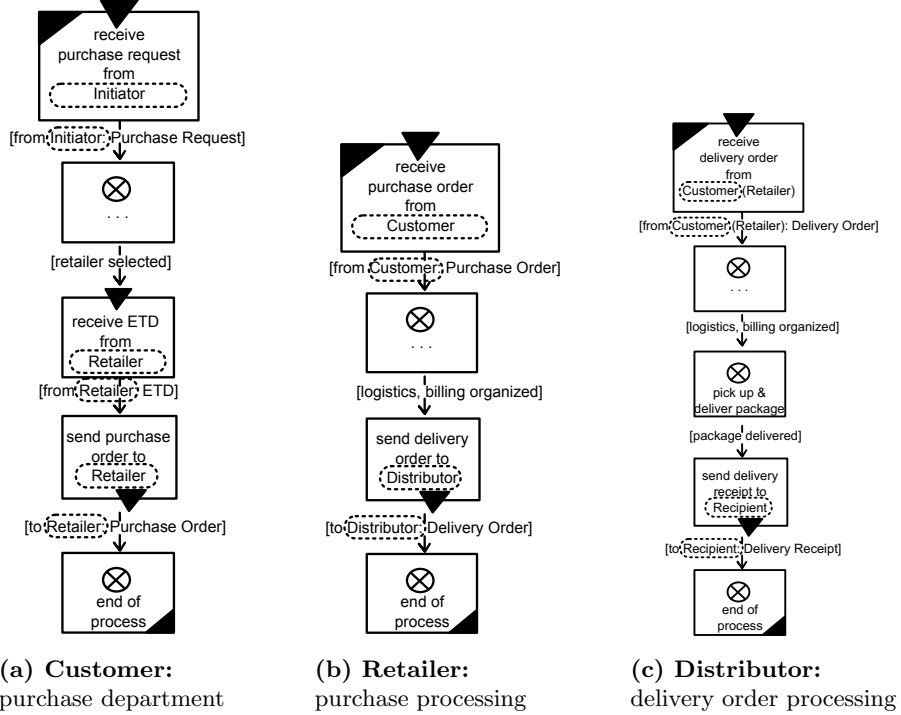 receive
purchase request
from
Initiator
[from Initiator: Purchase Request]
. . .
[retailer selected]
receive ETD
from
Retailer
[from Retailer: ETD]
send purchase
order to
Retailer
[to Retailer: Purchase Order]
end of
process
(a) Customer:
purchase department
receive
purchase order
from
Customer
[from Customer: Purchase Order]
. . .
[logistics, billing organized]
send delivery
order to
Distributor
[to Distributor: Delivery Order]
end of
process
(b) Retailer:
purchase processing
receive
delivery order
from
Customer (Retailer)
[from Customer (Retailer): Delivery Order]
. . .
[logistics, billing organized]
pick up &
deliver package
[package delivered]
send delivery
receipt to
Recipient
[to Recipient: Delivery Receipt]
end of
process
(c) Distributor:
delivery order processing